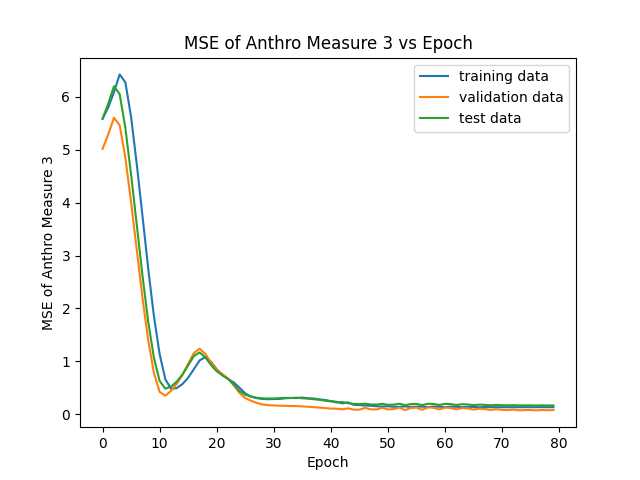 MSE of Anthro Measure 3 vs Epoch
training data
validation data
test data
MSE of Anthro Measure 3
6
5
4
3
2
1
0
0 10 20 30 40 50 60 70 80
Epoch